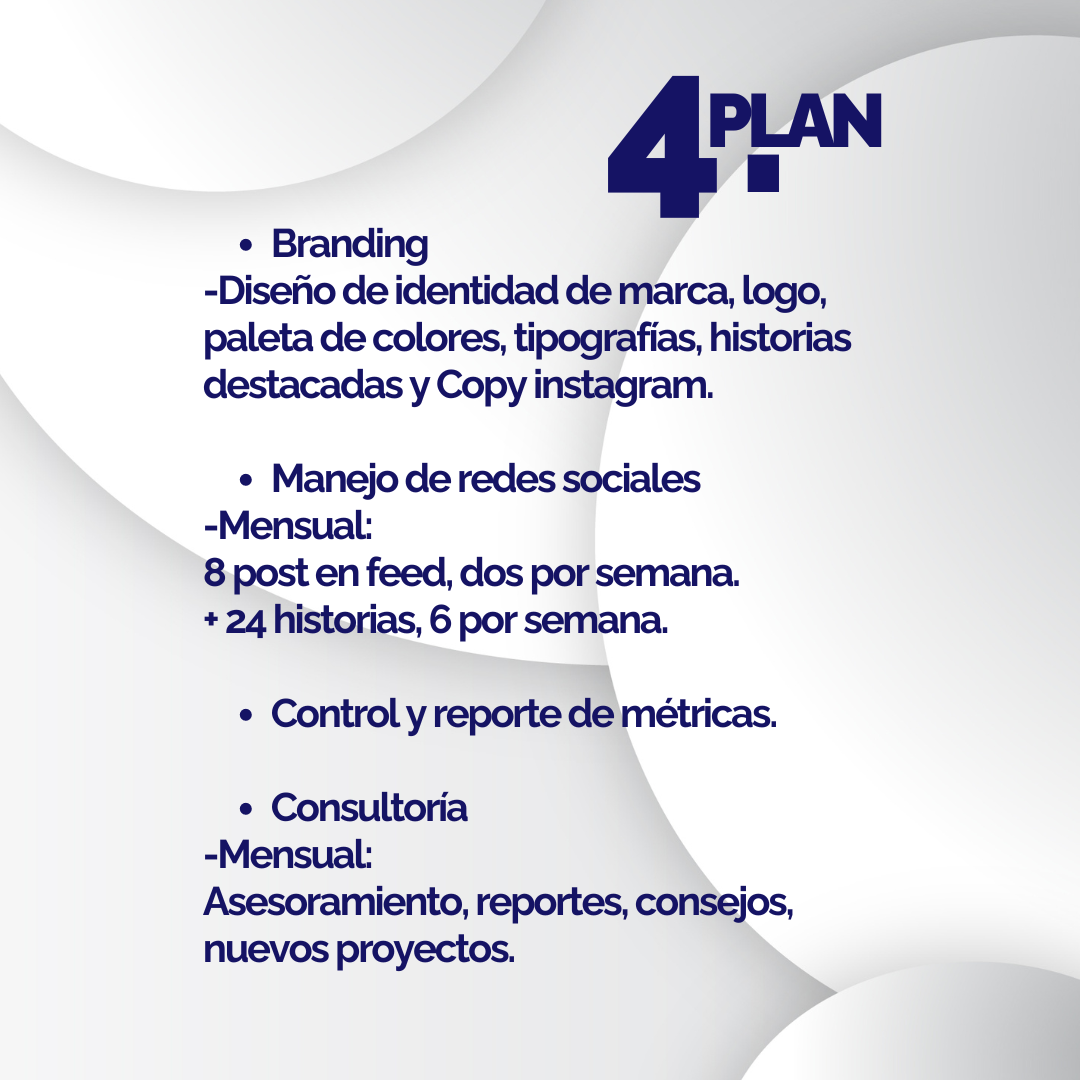 4 PLAN
• Branding
-Diseño de identidad de marca, logo,
paleta de colores, tipografías, historias
destacadas y Copy instagram.
• Manejo de redes sociales
-Mensual:
8 post en feed, dos por semana.
+ 24 historias, 6 por semana.
• Control y reporte de métricas.
• Consultoría
-Mensual:
Asesoramiento, reportes, consejos,
nuevos proyectos.